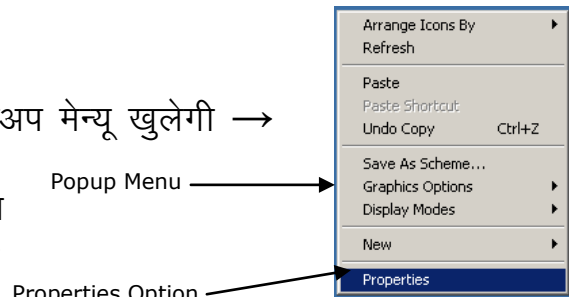 Arrange Icons By
Refresh
Paste
Paste Shortcut
Undo Copy Ctrl+Z
Save As Scheme...
Graphics Options
Display Modes
New
Properties
अप मेन्यू खुलेगी →
Popup Menu
Properties Option